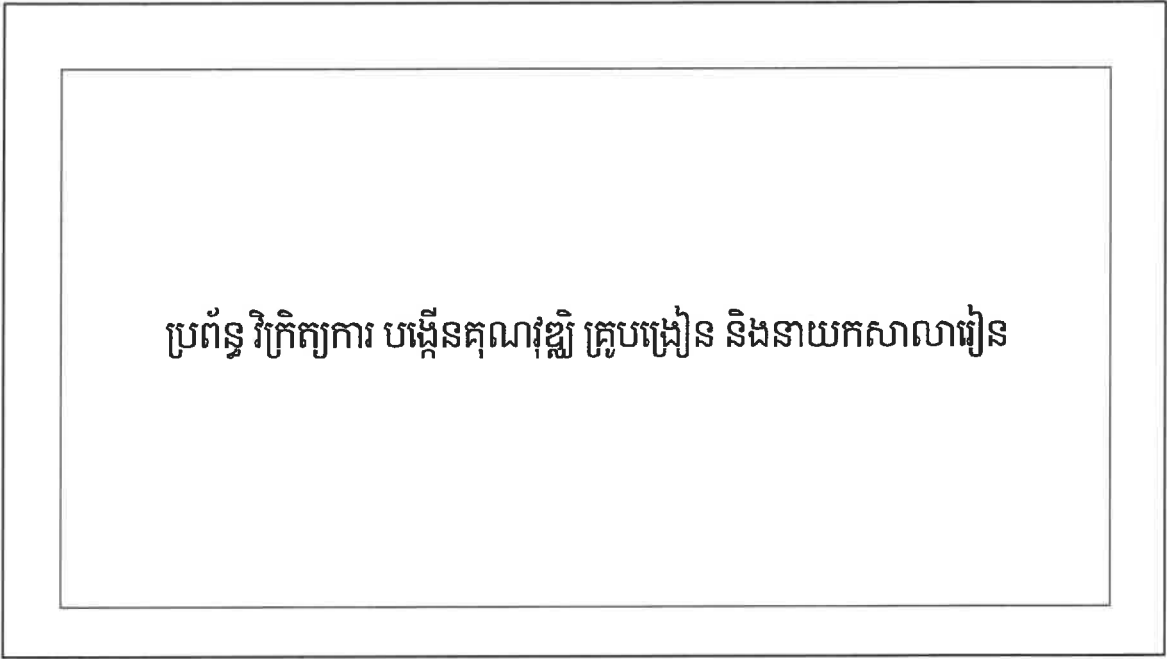 ប្រព័ន្ធ វិក្រិត្យការ បង្កើនគុណវុឌ្ឍិ គ្រូបង្រៀន និងនាយកសាលារៀន